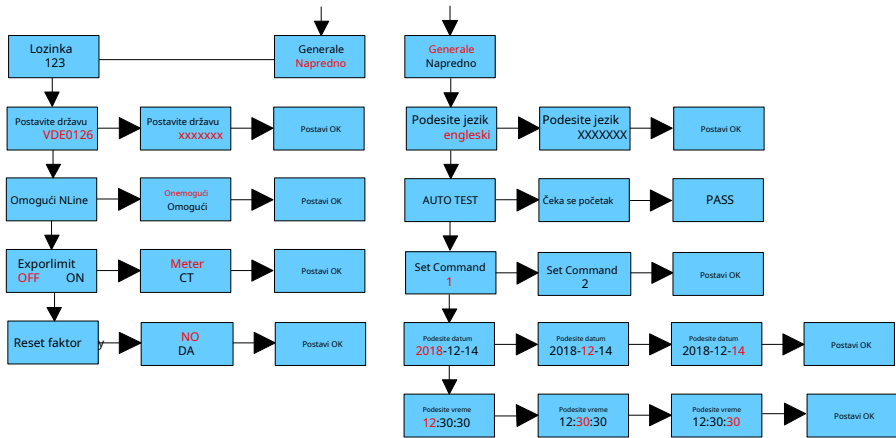 Lozinka
123
Generale
Napredno
Postavite državu
VDE0126
Postavite državu
xxxxxxx
Postavi OK
Omogući NLine
Onemogući
Omogući
Postavi OK
Exporlimit
OFF ON
Meter
CT
Postavi OK
Reset faktor y
NO
DA
Postavi OK
Generale
Napredno
Podesite jezik
engleski
Podesite jezik
XXXXXXX
Postavi OK
AUTO TEST
Čeka se početak
PASS
Set Command
1
Set Command
2
Postavi OK
Podesite datum
2018-12-14
Podesite datum
2018-12-14
Podesite datum
2018-12-14
Postavi OK
Podesite vreme
12:30:30
Podesite vreme
12:30:30
Podesite vreme
12:30:30
Postavi OK